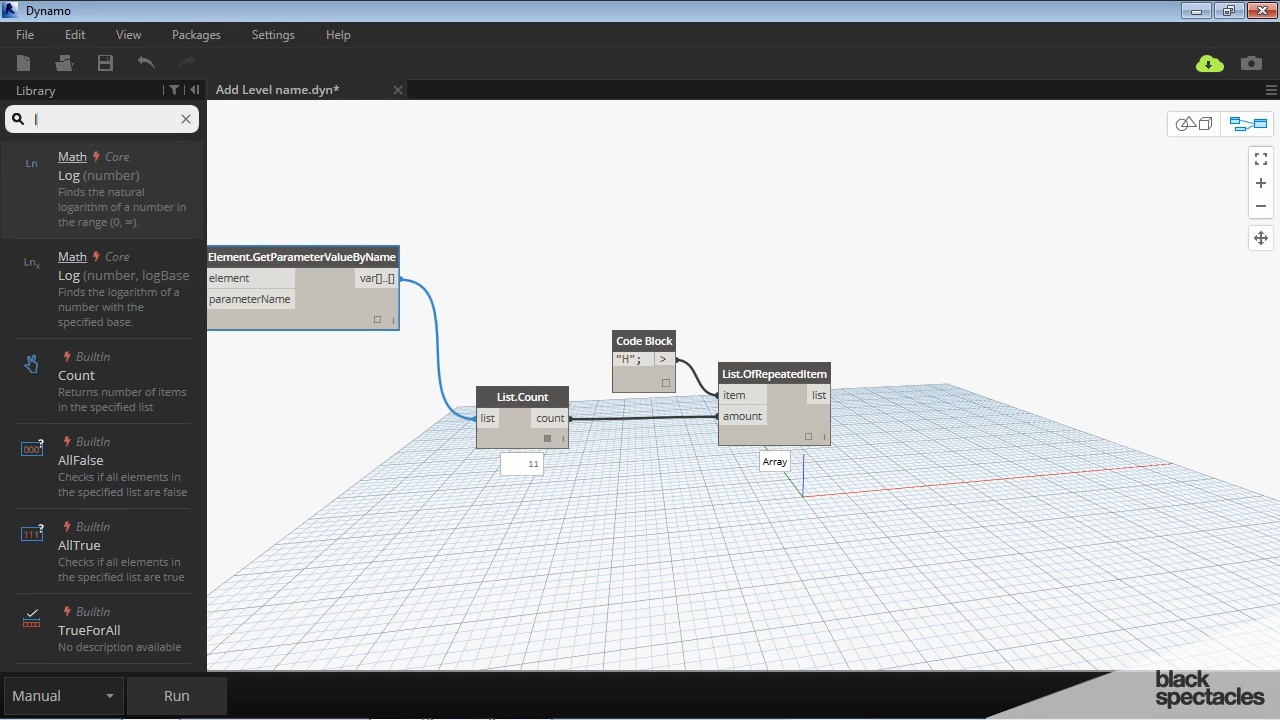 Dynamo
File Edit View Packages Settings Help
Library
Add Level name.dyn*
l
Math Core
Log (number)
Finds the natural
logarithm of a number in
the range (0, ∞).
Math Core
Log (number, logBase
Finds the logarithm of a
number with the
specified base.
BuiltIn
Count
Returns number of items
in the specified list
BuiltIn
AllFalse
Checks if all elements in
the specified list are false
BuiltIn
AllTrue
Checks if all elements in
the specified list are true
BuiltIn
TrueForAll
No description available
Ln
Lnx
000?
111?
Element.GetParameterValueByName
element var[]..[]
parameterName
l
Code Block
"H"; >
List.OfRepeatedItem
item list
amount
l
List.Count
list count
l
11
Array
Manual Run
black
spectacles